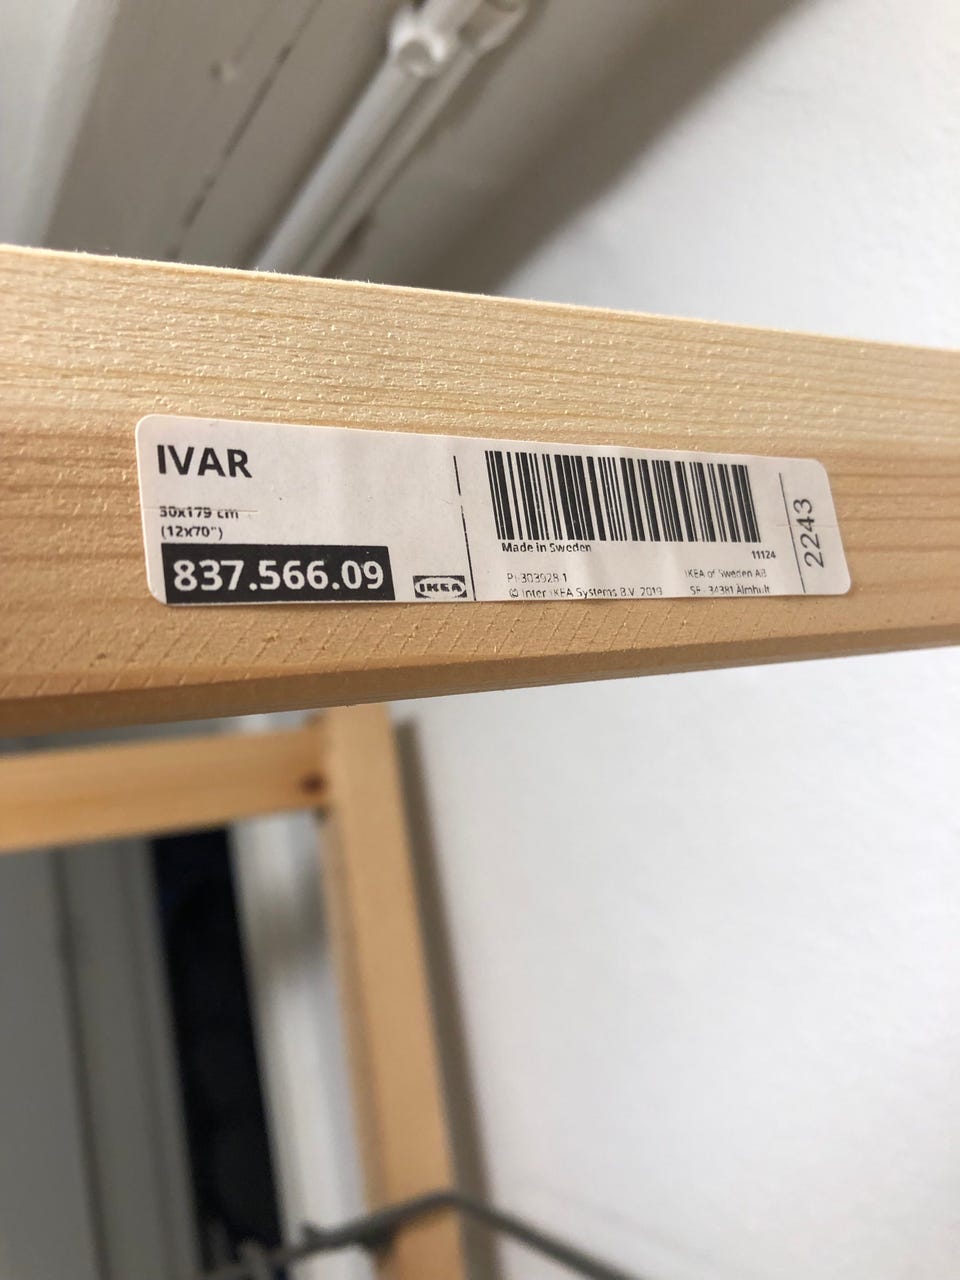 IVAR
30x179 cm
(12x70")
837.566.09
IKEA
Made in Sweden
11124
PI-303928-1
© Inter IKEA Systems B.V. 2019
IKEA of Sweden AB
SE - 34381 Älmhult
2243